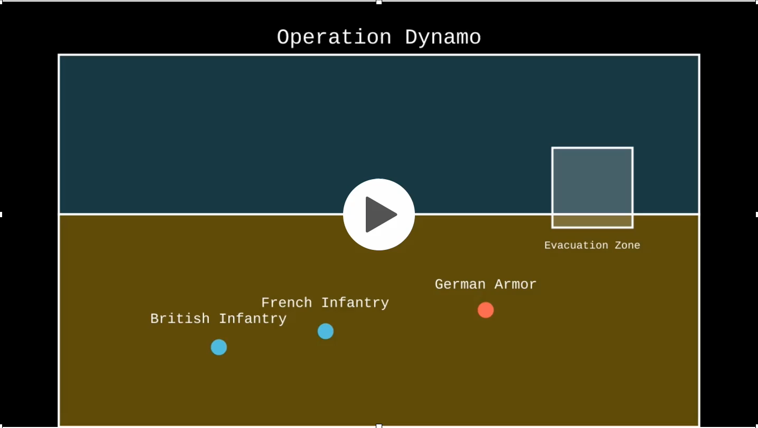 Operation Dynamo
Evacuation Zone
German Armor
French Infantry
British Infantry